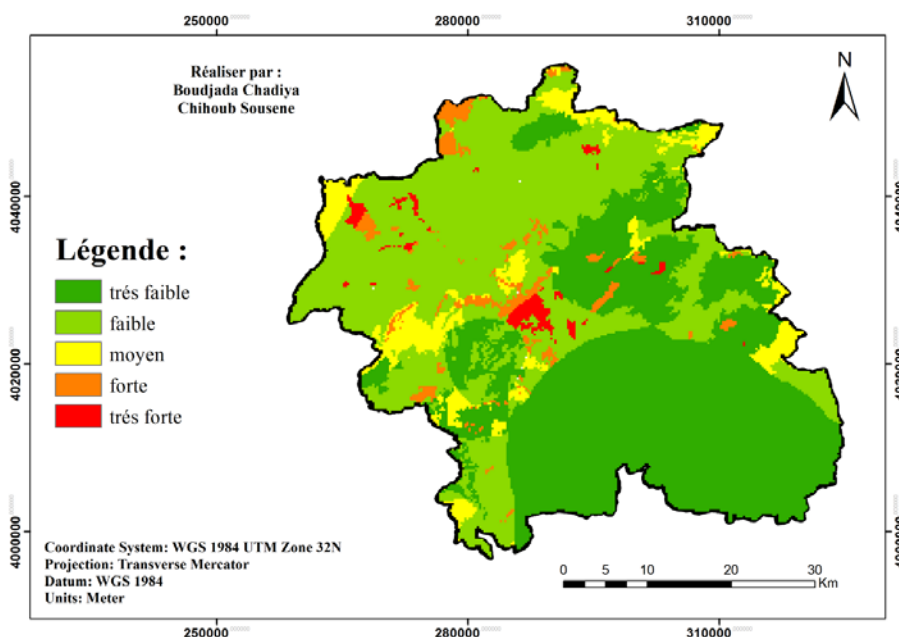 250000 280000 310000
Réaliser par :
Boudjada Chadiya
Chihoub Sousene
N
4040000
4040000
Légende :
trés faible
faible
moyen
forte
trés forte
4020000
4020000
4000000
4000000
Coordinate System: WGS 1984 UTM Zone 32N
Projection: Transverse Mercator
Datum: WGS 1984
Units: Meter
0 5 10 20 30
Km
250000 280000 310000